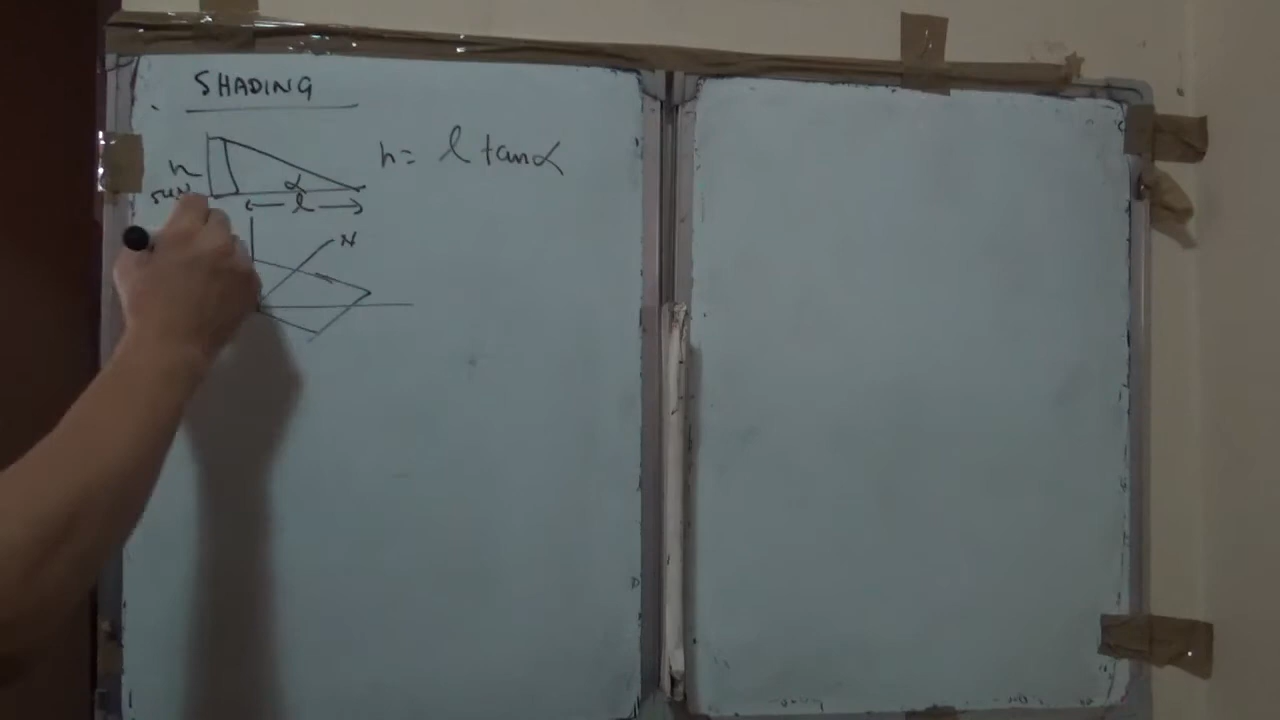 SHADING
h
h = l tanα
α
SUN
l
N